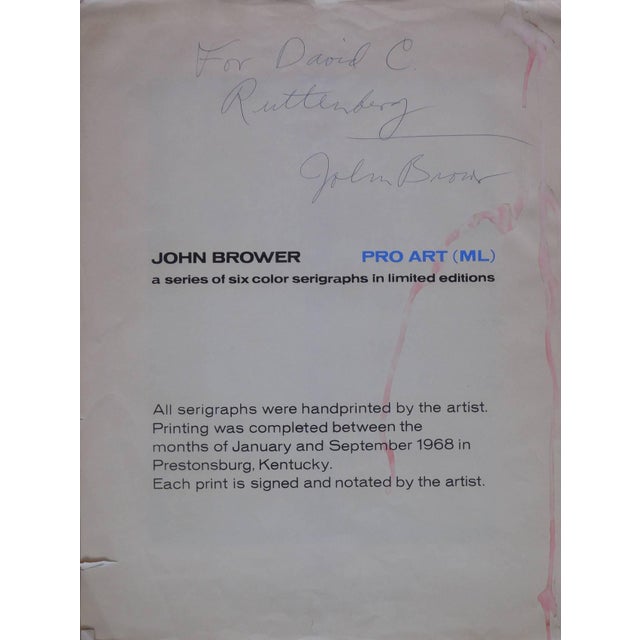 For David C.
Ruttenberg
John Brower
JOHN BROWER PRO ART (ML)
a series of six color serigraphs in limited editions
All serigraphs were handprinted by the artist.
Printing was completed between the
months of January and September 1968 in
Prestonsburg, Kentucky.
Each print is signed and notated by the artist.